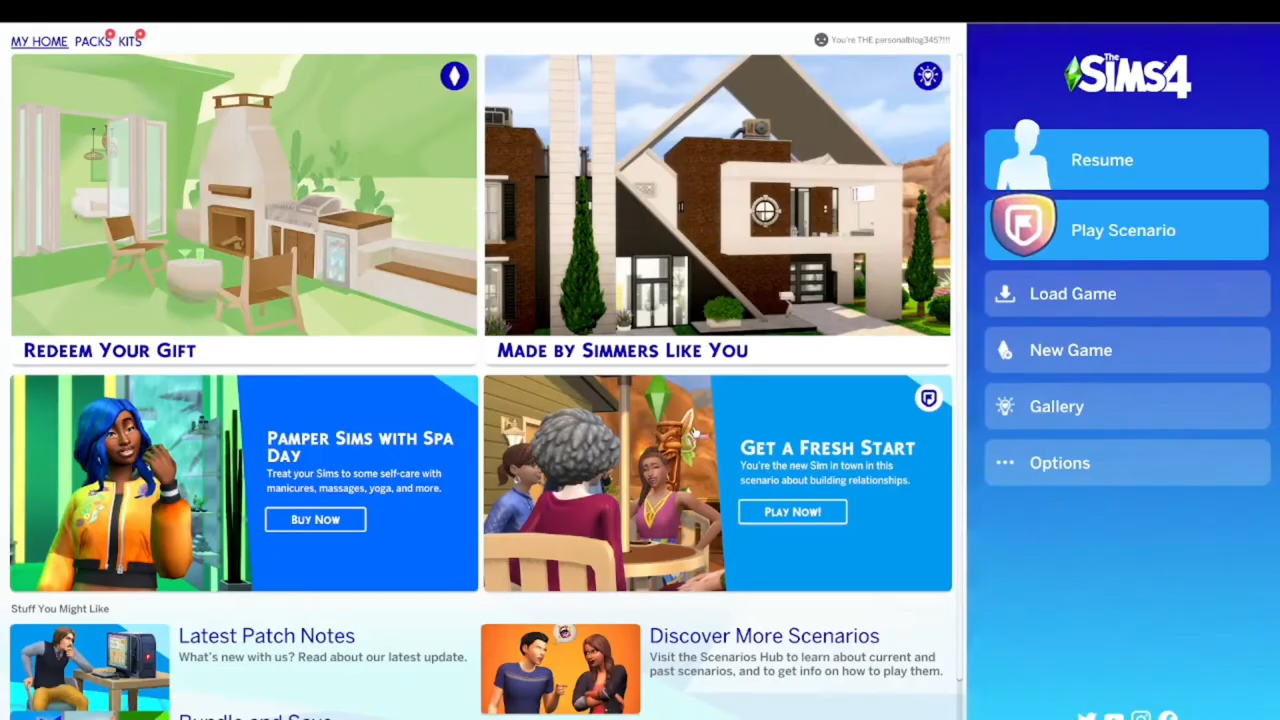 MY HOME PACKS KITS
You're THE personalblog345?!!!
REDEEM YOUR GIFT
MADE BY SIMMERS LIKE YOU
PAMPER SIMS WITH SPA
DAY
Treat your Sims to some self-care with
manicures, massages, yoga, and more.
BUY NOW
GET A FRESH START
You're the new Sim in town in this
scenario about building relationships.
PLAY NOW!
Stuff You Might Like
Latest Patch Notes
What's new with us? Read about our latest update.
Discover More Scenarios
Visit the Scenarios Hub to learn about current and
past scenarios, and to get info on how to play them.
Bundle and Save
The SIMS 4
Resume
Play Scenario
Load Game
New Game
Gallery
Options